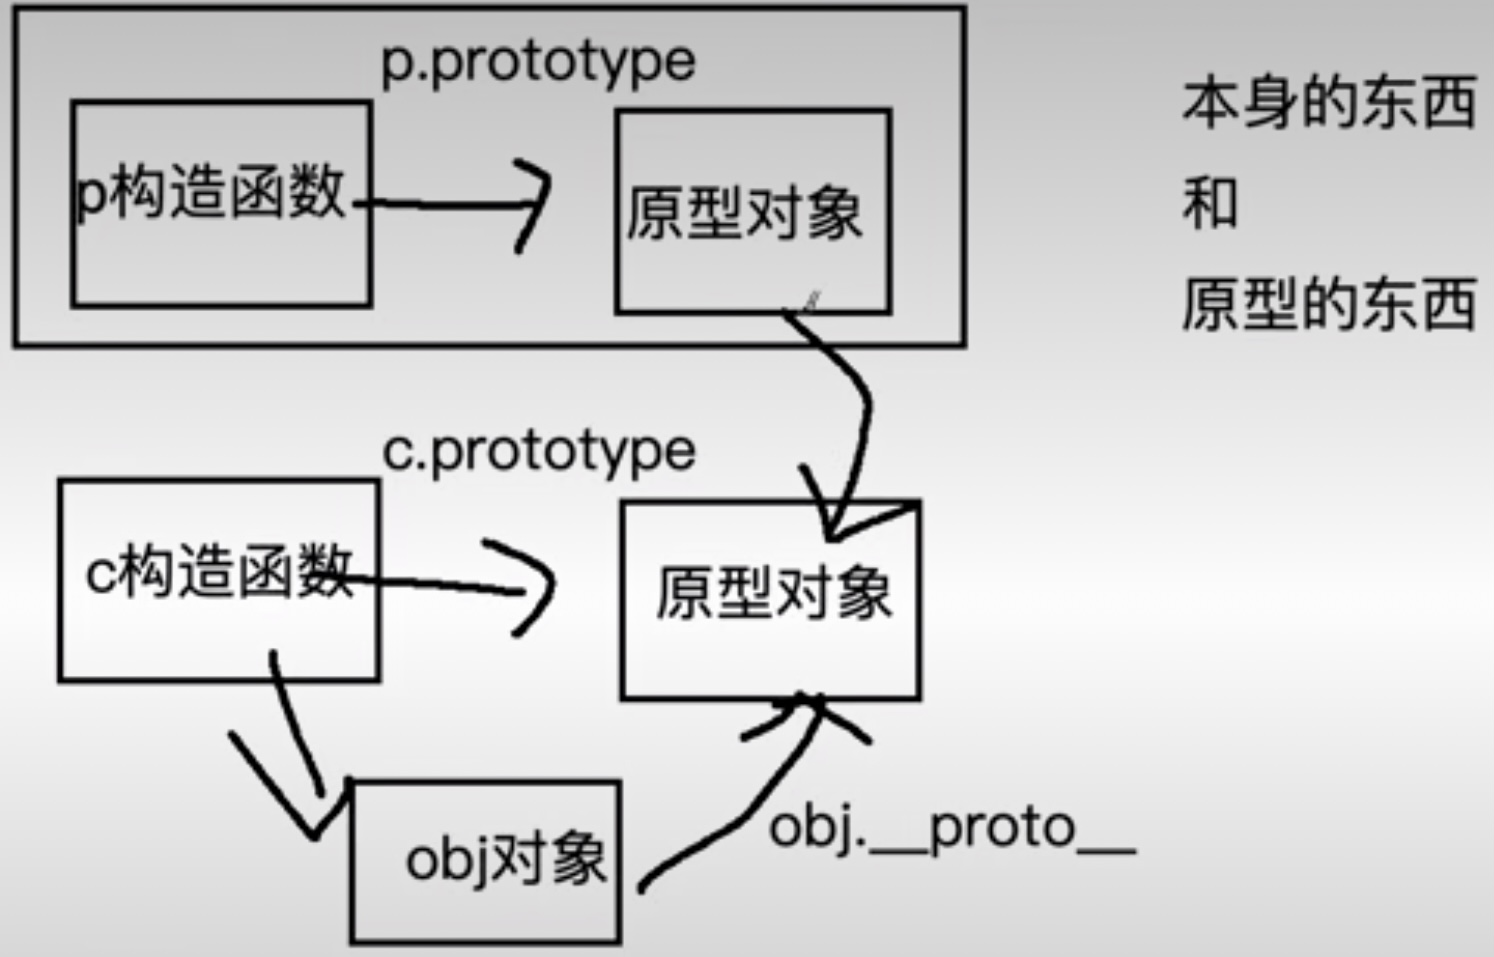 p.prototype
p构造函数
原型对象
本身的东西
和
原型的东西
c.prototype
c构造函数
原型对象
obj对象
obj.__proto__